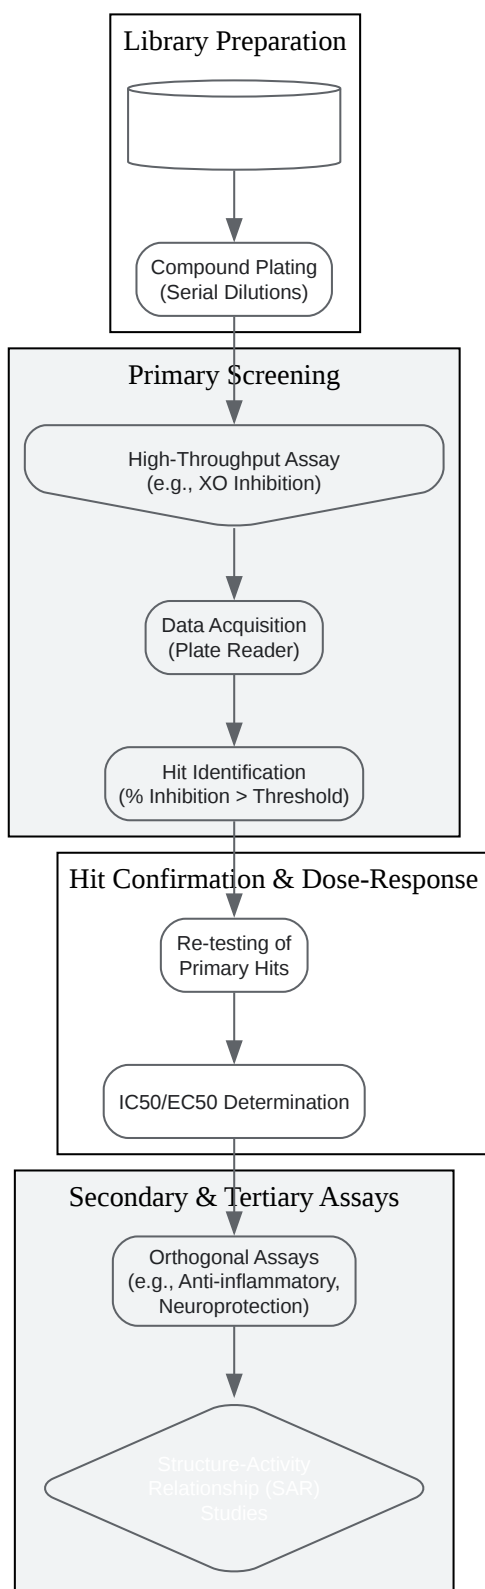 Library Preparation
Compound Plating
(Serial Dilutions)
Primary Screening
High-Throughput Assay
(e.g., XO Inhibition)
Data Acquisition
(Plate Reader)
Hit Identification
(% Inhibition > Threshold)
Hit Confirmation & Dose-Response
Re-testing of
Primary Hits
IC50/EC50 Determination
Secondary & Tertiary Assays
Orthogonal Assays
(e.g., Anti-inflammatory,
Neuroprotection)
Structure-Activity
Relationship (SAR)
Studies